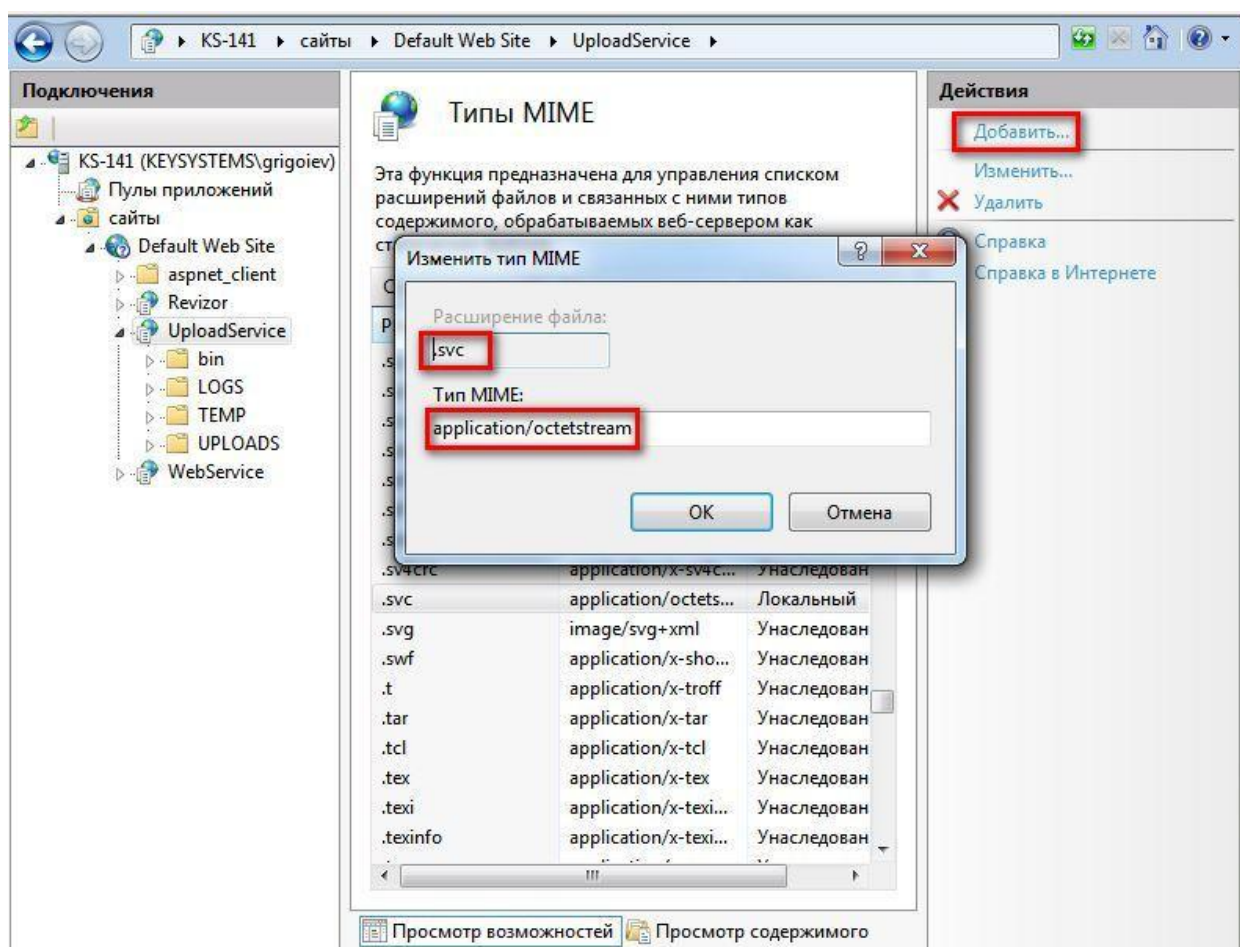 KS-141 ▸ сайты ▸ Default Web Site ▸ UploadService ▸
Подключения
KS-141 (KEYSYSTEMS\grigoiev)
Пулы приложений
сайты
Default Web Site
aspnet_client
Revizor
UploadService
bin
LOGS
TEMP
UPLOADS
WebService
Типы MIME
Эта функция предназначена для управления списком
расширений файлов и связанных с ними типов
содержимого, обрабатываемых веб-сервером как
Изменить тип MIME
Расширение файла:
.svc
Тип MIME:
application/octetstream
OK
Отмена
.sv4crc application/x-sv4c... Унаследован
.svc application/octets... Локальный
.svg image/svg+xml Унаследован
.swf application/x-sho... Унаследован
.t application/x-troff Унаследован
.tar application/x-tar Унаследован
.tcl application/x-tcl Унаследован
.tex application/x-tex Унаследован
.texi application/x-texi... Унаследован
.texinfo application/x-texi... Унаследован
Просмотр возможностей
Просмотр содержимого
Действия
Добавить...
Изменить...
Удалить
Справка
Справка в Интернете